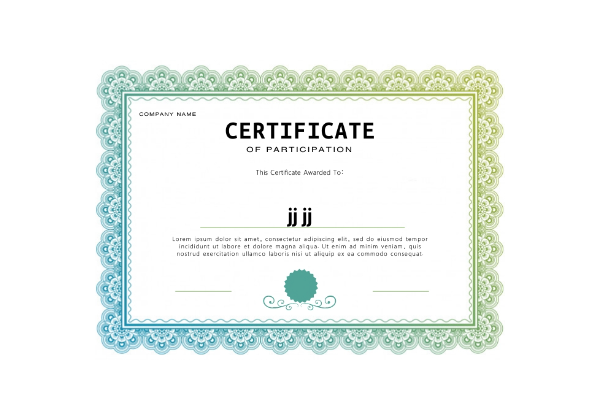 COMPANY NAME
CERTIFICATE
OF PARTICIPATION
This Certificate Awarded To:
jj jj
Lorem ipsum dolor sit amet, consectetur adipiscing elit, sed do eiusmod tempor
incididunt ut labore et dolore magna aliqua. Ut enim ad minim veniam, quis
nostrud exercitation ullamco laboris nisi ut aliquip ex ea commodo consequat.